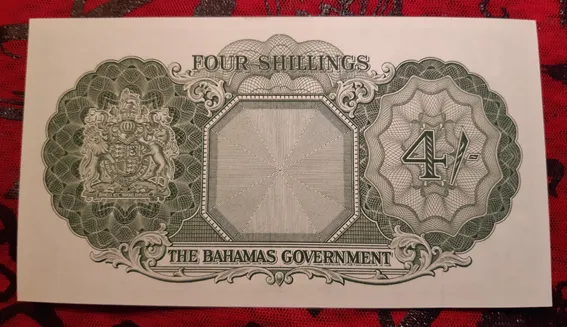 FOUR SHILLINGS
4/-
THE BAHAMAS GOVERNMENT